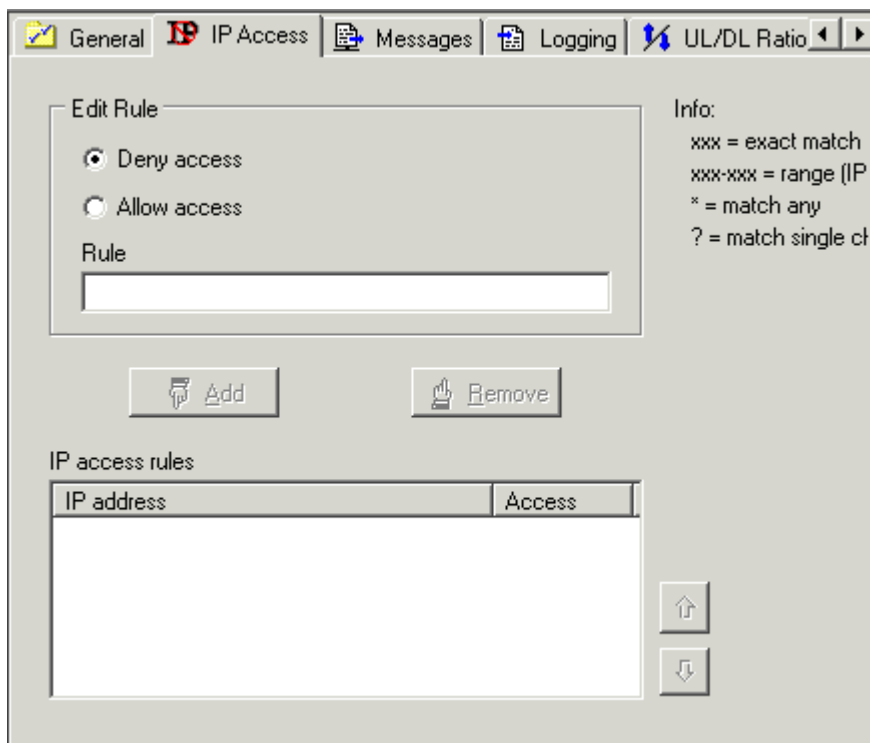 General IP Access Messages Logging UL/DL Ratio
Edit Rule
Deny access
Allow access
Rule
Info:
xxx = exact match
xxx-xxx = range (IP
* = match any
? = match single
Add Remove
IP access rules
IP address Access